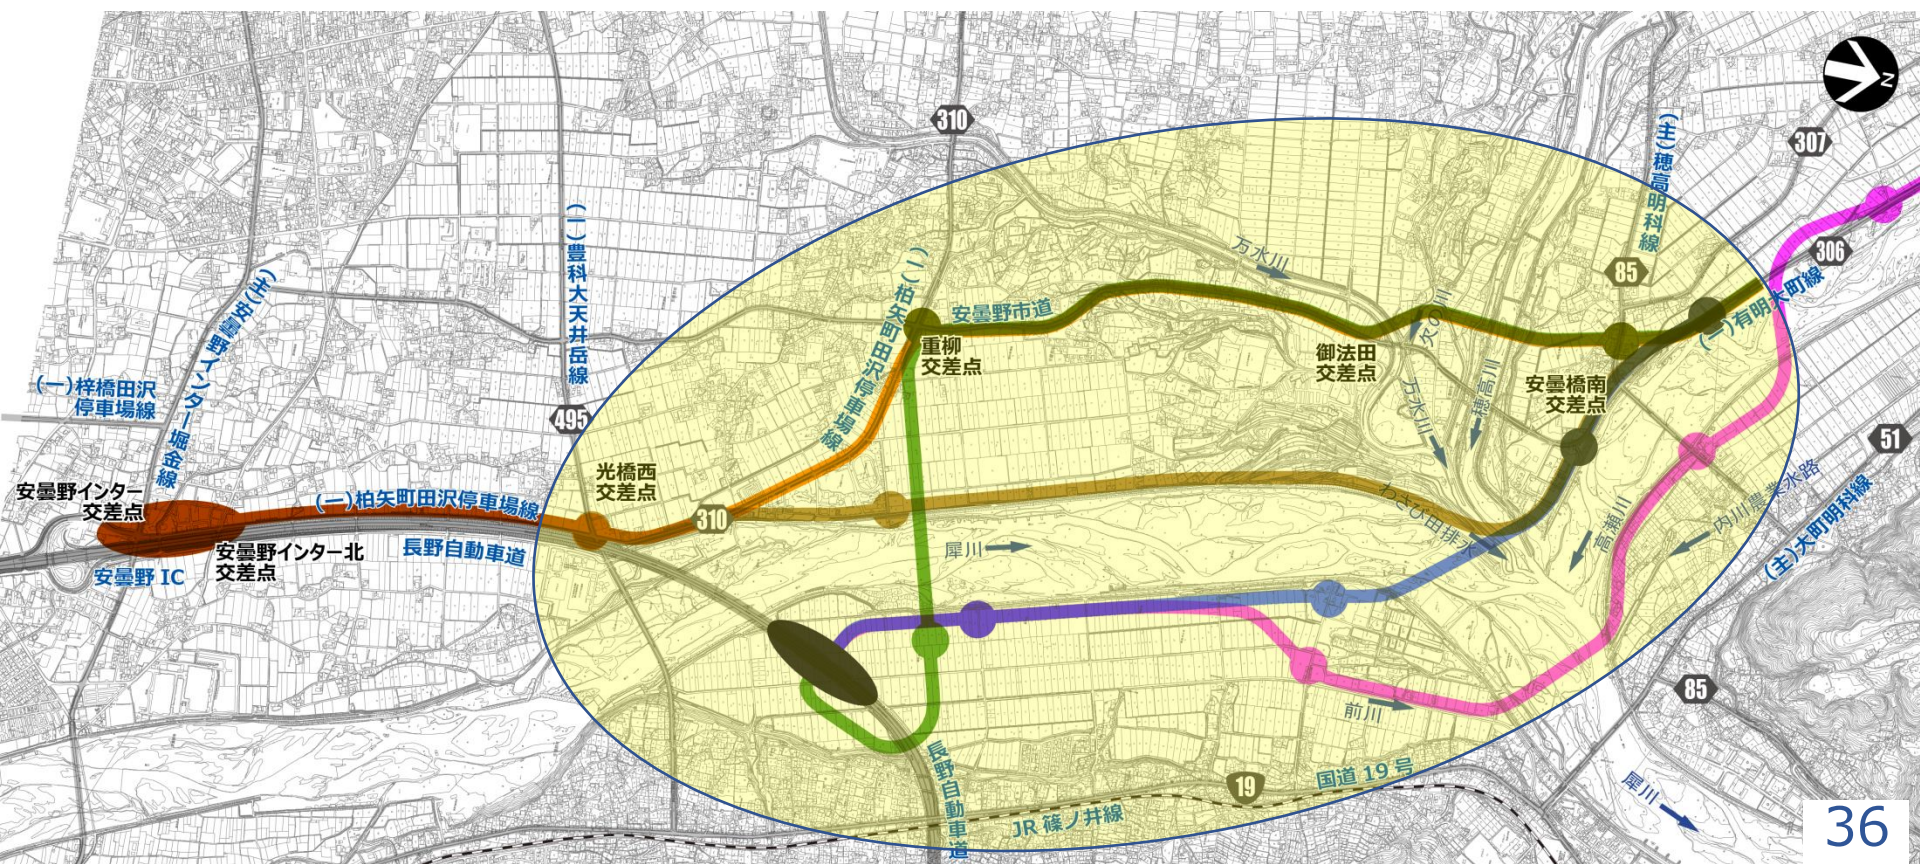 N
310
307
(主)穂高明科線
306
85
(一)有明大町線
万水川
欠の川
安曇野市道
(一)柏矢町田沢停車場線
重柳
交差点
御法田
交差点
万水川
穂高川
安曇橋南
交差点
51
(主)大町明科線
内川農業水路
高瀬川
わさび田排水
(一)豊科大天井岳線
495
(主)安曇野インター堀金線
(一)梓橋田沢
停車場線
光橋西
交差点
310
安曇野インター
交差点
(一)柏矢町田沢停車場線
安曇野インター北
交差点
長野自動車道
安曇野 IC
犀川
85
前川
長野自動車道
19
国道 19 号
JR 篠ノ井線
犀川
36